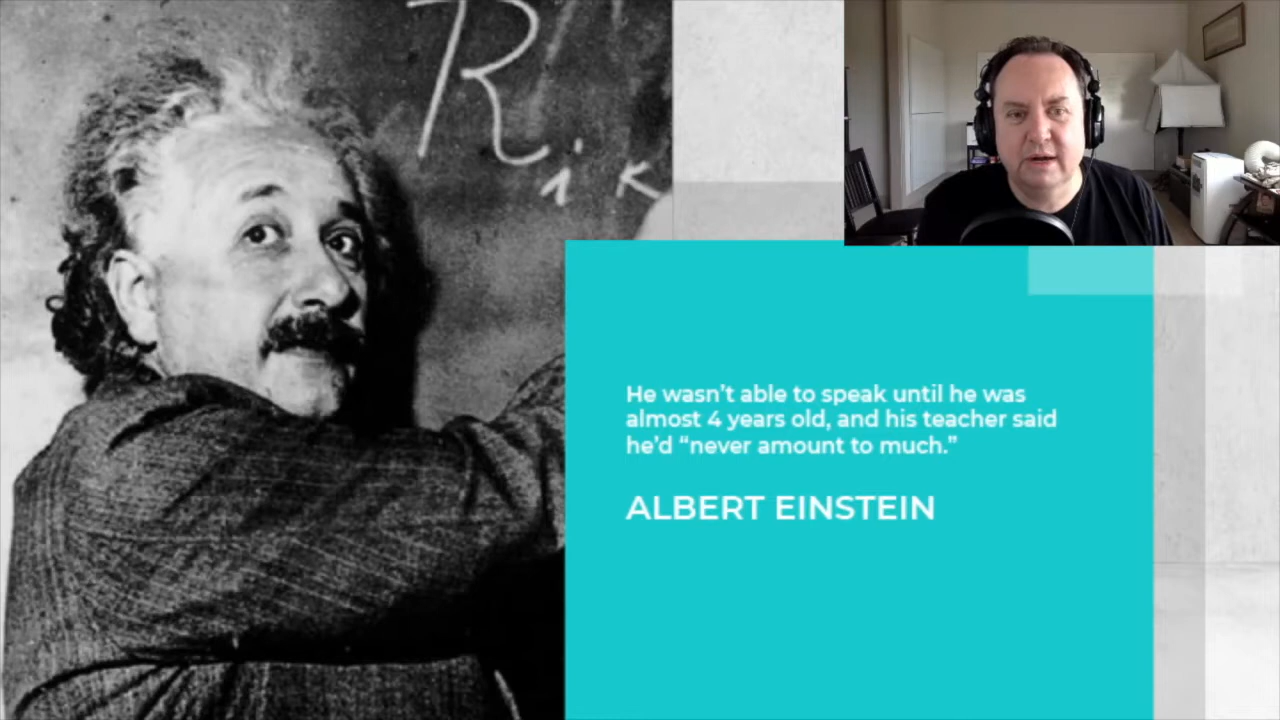 R
i k
He wasn't able to speak until he was
almost 4 years old, and his teacher said
he'd “never amount to much.”
ALBERT EINSTEIN